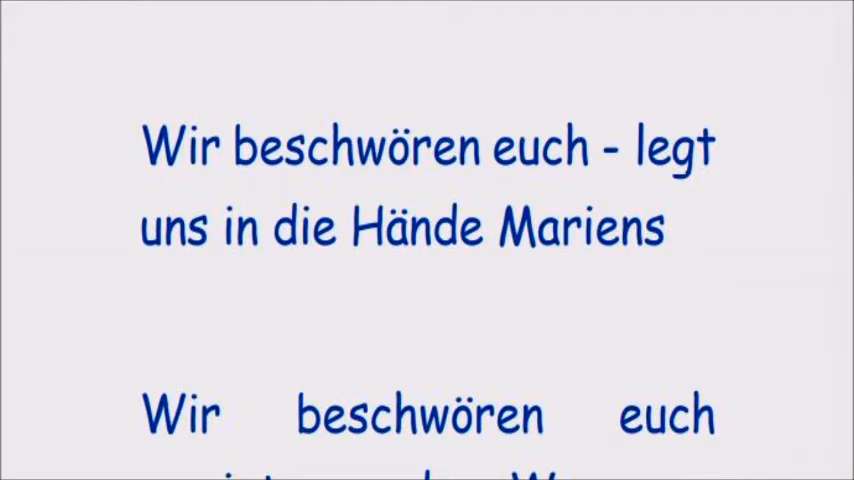 Wir beschwören euch - legt
uns in die Hände Mariens
Wir beschwören euch